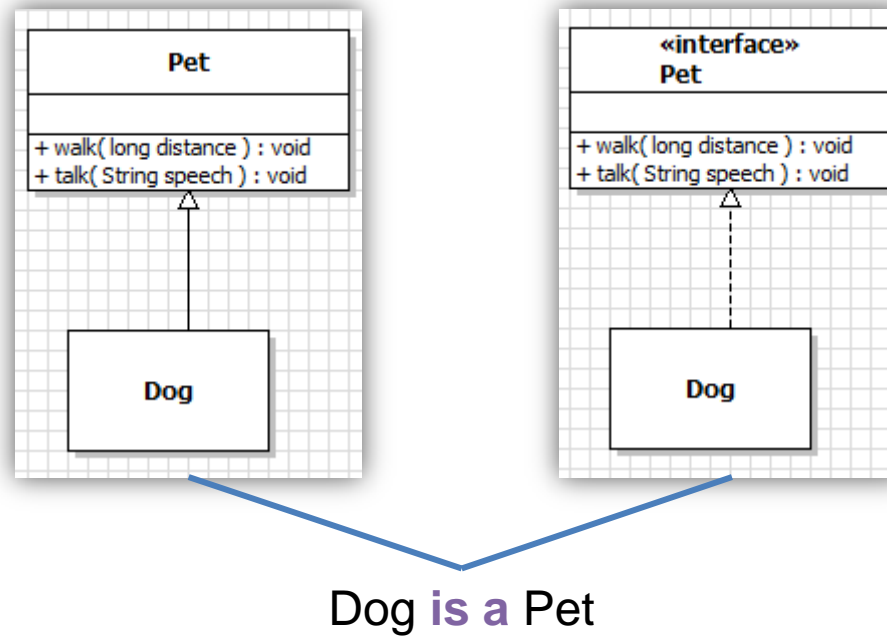 Pet
+ walk( long distance ) : void
+ talk( String speech ) : void
Dog
«interface»
Pet
+ walk( long distance ) : void
+ talk( String speech ) : void
Dog
Dog is a Pet